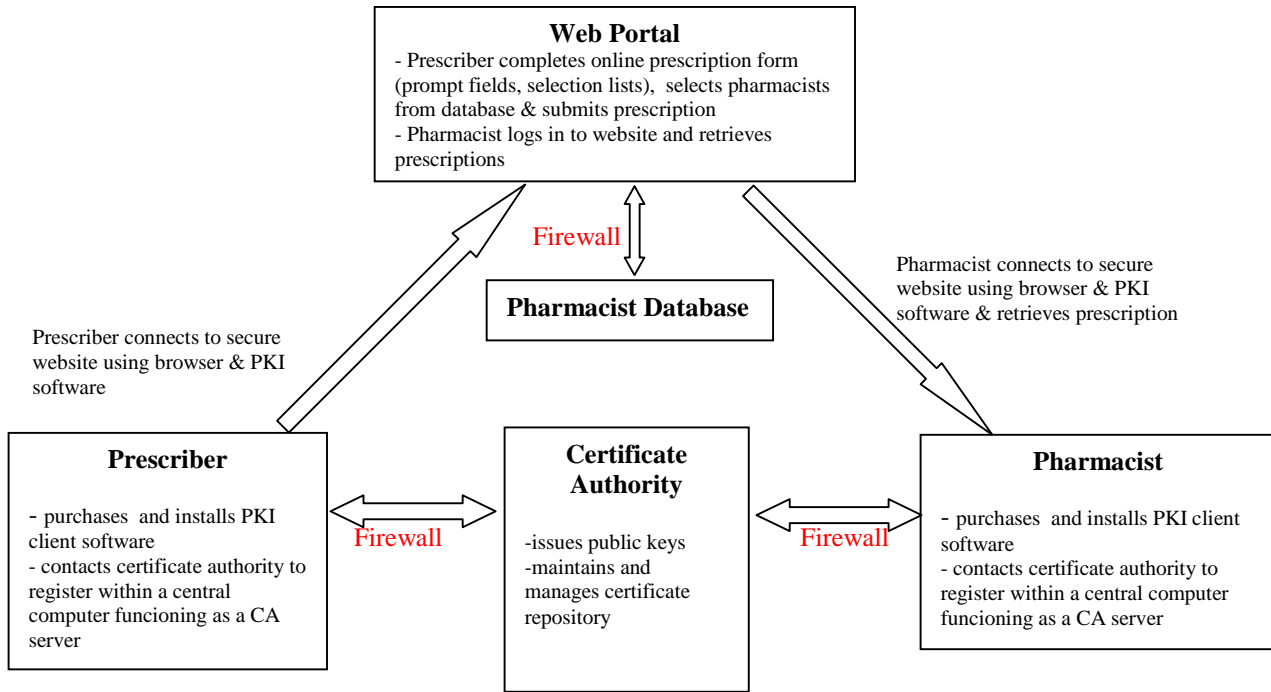 Web Portal
- Prescriber completes online prescription form
(prompt fields, selection lists),  selects pharmacists
from database & submits prescription
- Pharmacist logs in to website and retrieves
prescriptions
Firewall
Pharmacist Database
Pharmacist connects to secure
website using browser & PKI
software & retrieves prescription
Prescriber connects to secure
website using browser & PKI
software
Prescriber
- purchases  and installs PKI
client software
- contacts certificate authority to
register within a central
computer funcioning as a CA
server
Firewall
Certificate
Authority
-issues public keys
-maintains and
manages certificate
repository
Firewall
Pharmacist
- purchases  and installs PKI client
software
- contacts certificate authority to
register within a central computer
funcioning as a CA server